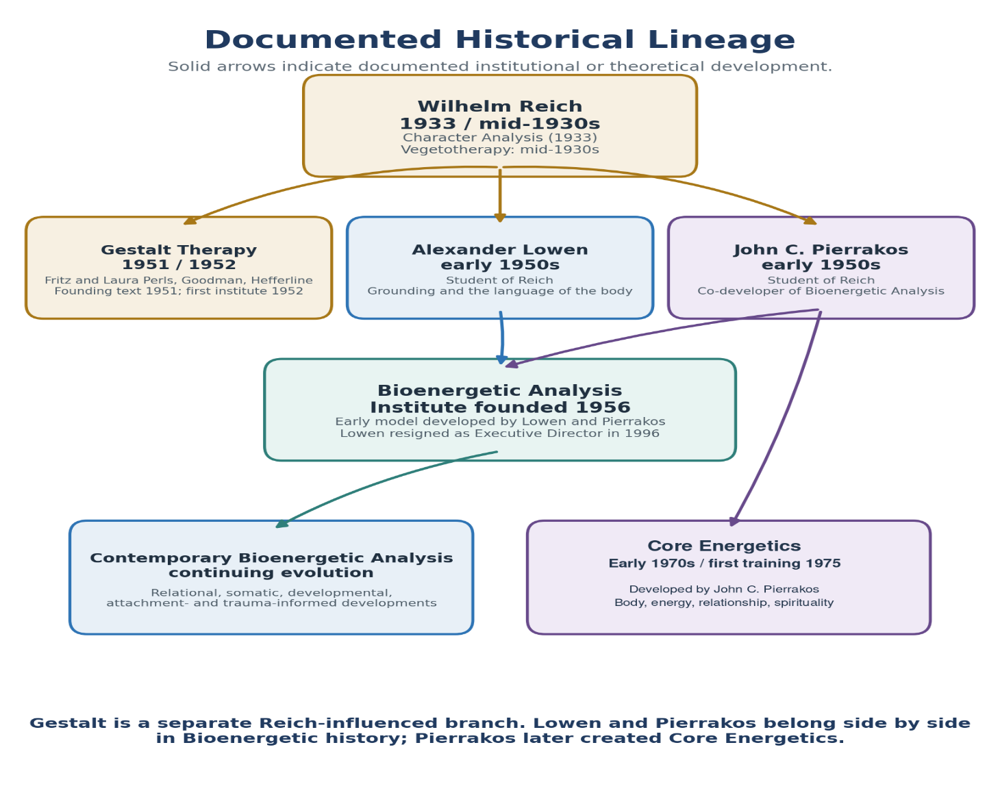 Documented Historical Lineage
Solid arrows indicate documented institutional or theoretical development.
Wilhelm Reich
1933 / mid-1930s
Character Analysis (1933)
Vegetotherapy: mid-1930s
Gestalt Therapy
1951 / 1952
Fritz and Laura Perls, Goodman, Hefferline
Founding text 1951; first institute 1952
Alexander Lowen
early 1950s
Student of Reich
Grounding and the language of the body
John C. Pierrakos
early 1950s
Student of Reich
Co-developer of Bioenergetic Analysis
Bioenergetic Analysis
Institute founded 1956
Early model developed by Lowen and Pierrakos
Lowen resigned as Executive Director in 1996
Contemporary Bioenergetic Analysis
continuing evolution
Relational, somatic, developmental,
attachment- and trauma-informed developments
Core Energetics
Early 1970s / first training 1975
Developed by John C. Pierrakos
Body, energy, relationship, spirituality
Gestalt is a separate Reich-influenced branch. Lowen and Pierrakos belong side by side
in Bioenergetic history; Pierrakos later created Core Energetics.